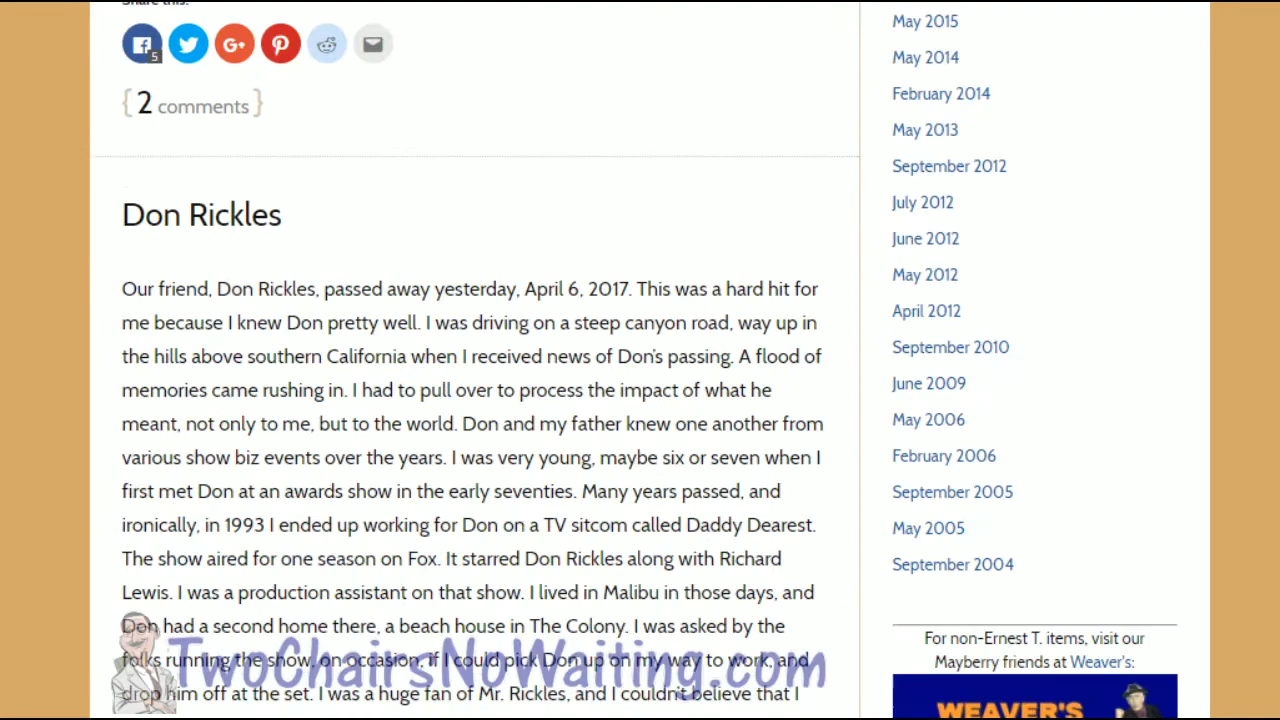 Share this:
5
G+
{ 2 comments }
Don Rickles
Our friend, Don Rickles, passed away yesterday, April 6, 2017. This was a hard hit for
me because I knew Don pretty well. I was driving on a steep canyon road, way up in
the hills above southern California when I received news of Don's passing. A flood of
memories came rushing in. I had to pull over to process the impact of what he
meant, not only to me, but to the world. Don and my father knew one another from
various show biz events over the years. I was very young, maybe six or seven when I
first met Don at an awards show in the early seventies. Many years passed, and
ironically, in 1993 I ended up working for Don on a TV sitcom called Daddy Dearest.
The show aired for one season on Fox. It starred Don Rickles along with Richard
Lewis. I was a production assistant on that show. I lived in Malibu in those days, and
Don had a second home there, a beach house in The Colony. I was asked by the
folks running the show, on occasion, if I could pick Don up on my way to work, and
drop him off at the set. I was a huge fan of Mr. Rickles, and I couldn't believe that I
TwoChairsNoWaiting.com
May 2015
May 2014
February 2014
May 2013
September 2012
July 2012
June 2012
May 2012
April 2012
September 2010
June 2009
May 2006
February 2006
September 2005
May 2005
September 2004
For non-Ernest T. items, visit our
Mayberry friends at Weaver's:
WEAVER'S